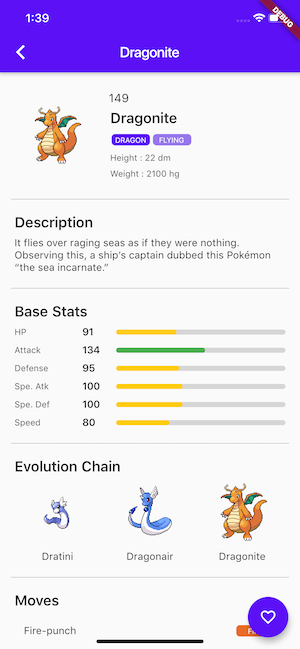 1:39
DEBUG
Dragonite
149
Dragonite
DRAGON FLYING
Height : 22 dm
Weight : 2100 hg
Description
It flies over raging seas as if they were nothing.
Observing this, a ship's captain dubbed this Pokémon
“the sea incarnate.”
Base Stats
HP 91
Attack 134
Defense 95
Spe. Atk 100
Spe. Def 100
Speed 80
Evolution Chain
Dratini Dragonair Dragonite
Moves
Fire-punch